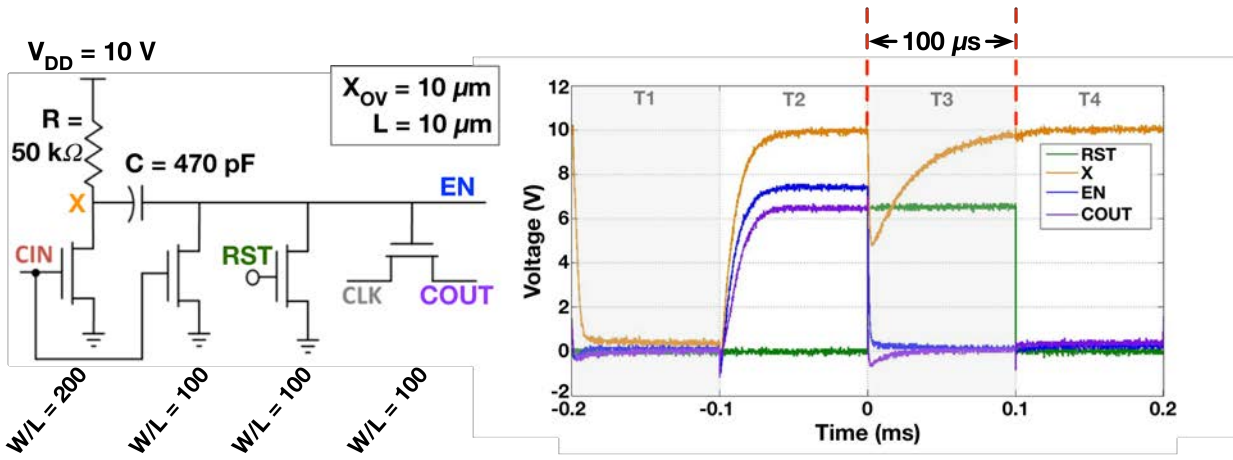 V_DD = 10 V
X_OV = 10 µm
L = 10 µm
R =
50 kΩ
C = 470 pF
X
EN
CIN
RST
CLK
COUT
W/L = 200
W/L = 100
W/L = 100
W/L = 100
100 µs
T1
T2
T3
T4
RST
X
EN
COUT
Voltage (V)
12
10
8
6
4
2
0
-2
-0.2
-0.1
0
0.1
0.2
Time (ms)